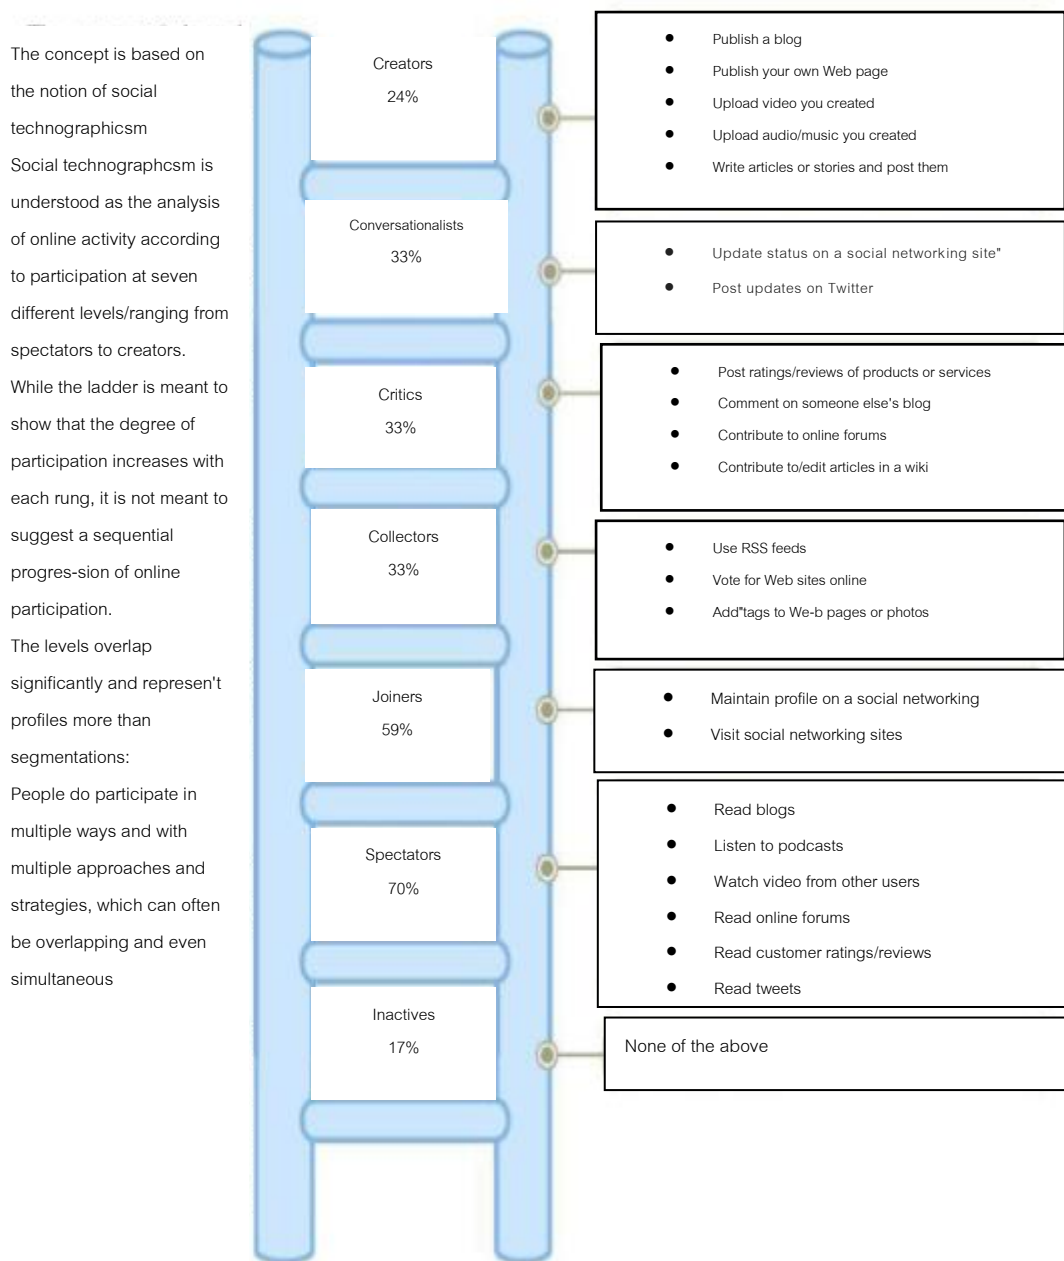 The concept is based on
the notion of social
technographicsm
Social technographcsm is
understood as the analysis
of online activity according
to participation at seven
different levels/ranging from
spectators to creators.
While the ladder is meant to
show that the degree of
participation increases with
each rung, it is not meant to
suggest a sequential
progres-sion of online
participation.
The levels overlap
significantly and represen't
profiles more than
segmentations:
People do participate in
multiple ways and with
multiple approaches and
strategies, which can often
be overlapping and even
simultaneous
Creators
24%
• Publish a blog
• Publish your own Web page
• Upload video you created
• Upload audio/music you created
• Write articles or stories and post them
Conversationalists
33%
• Update status on a social networking site"
• Post updates on Twitter
Critics
33%
• Post ratings/reviews of products or services
• Comment on someone else's blog
• Contribute to online forums
• Contribute to/edit articles in a wiki
Collectors
33%
• Use RSS feeds
• Vote for Web sites online
• Add"tags to We-b pages or photos
Joiners
59%
• Maintain profile on a social networking
• Visit social networking sites
Spectators
70%
• Read blogs
• Listen to podcasts
• Watch video from other users
• Read online forums
• Read customer ratings/reviews
• Read tweets
Inactives
17%
None of the above